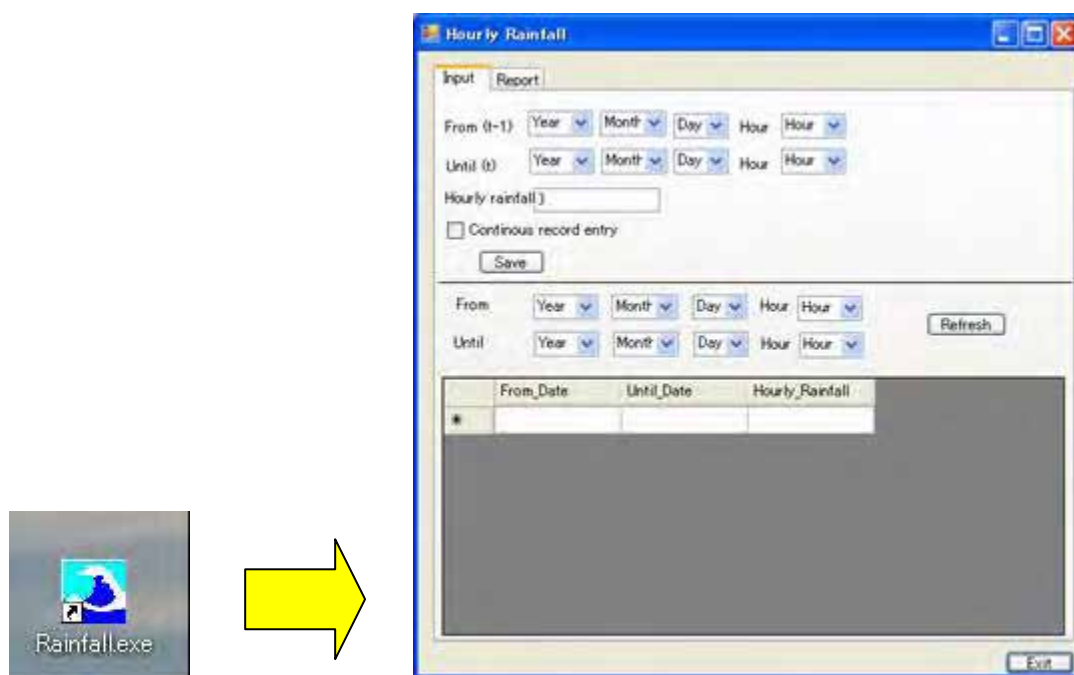 Hourly Rainfall
Input Report
From (t-1) Year Month Day Hour Hour
Until (t) Year Month Day Hour Hour
Hourly rainfall )
Continous record entry
Save
From Year Month Day Hour Hour
Refresh
Until Year Month Day Hour Hour
From_Date Until_Date Hourly_Rainfall
*
Rainfall.exe
Exit